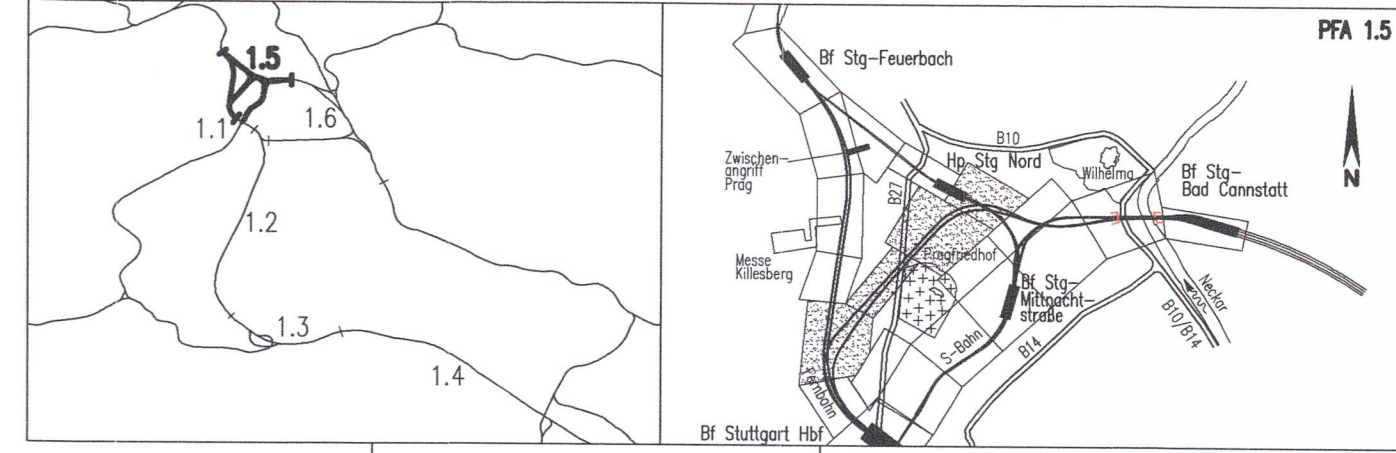 1.5
1.1
1.6
1.2
1.3
1.4
PFA 1.5
Bf Stg-Feuerbach
B10
Zwischen-
angriff
Prag
Hp Stg Nord
Wilhelma
Bf Stg-
Bad Cannstatt
N
B27
Messe
Killesberg
Pragfriedhof
Bf Stg-
Mittnacht-
straße
Neckar
B10/B14
S-Bahn
B14
Fernbahn
Bf Stuttgart Hbf